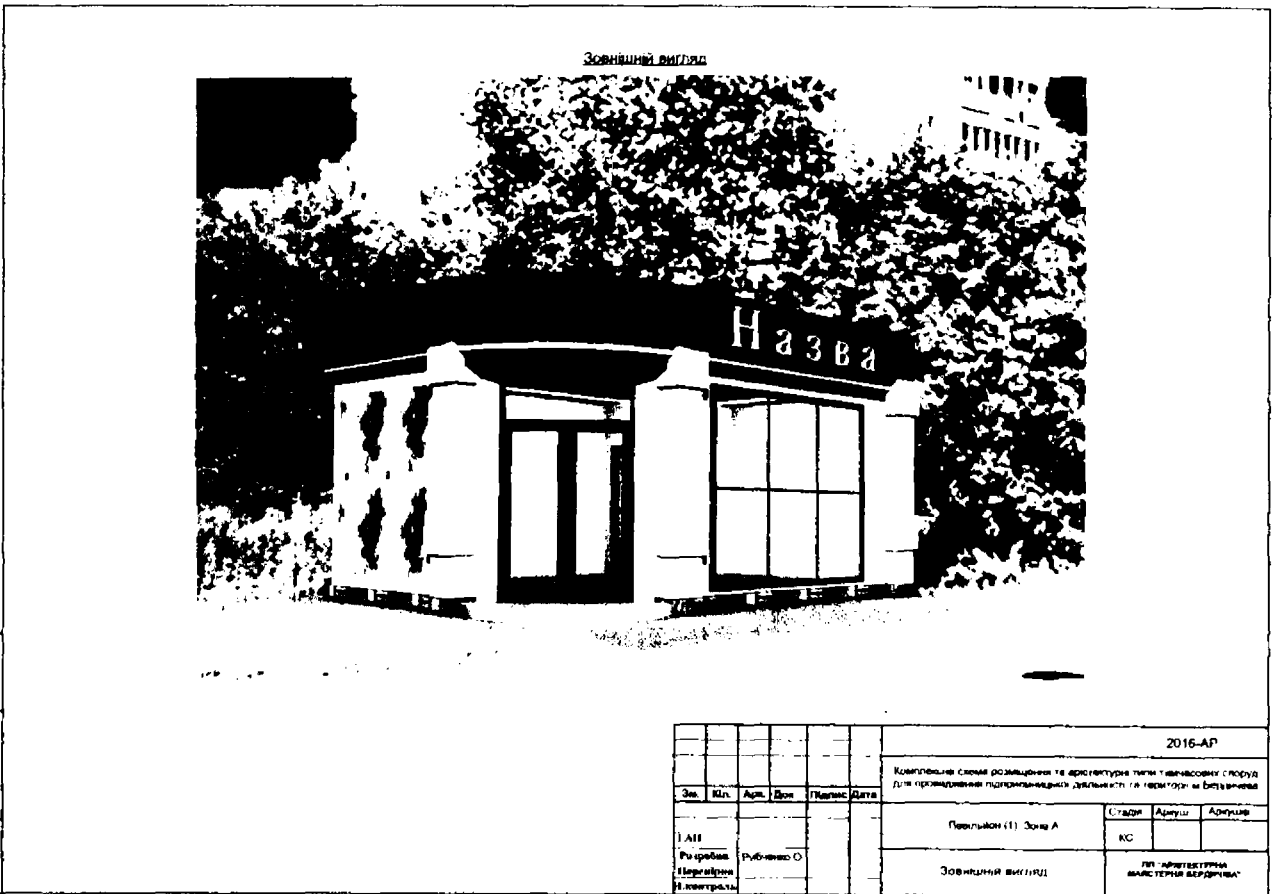 Зовнішній вигляд
Назва
2016-АР
Комплексна схема розміщення та архітектурні типи тимчасових споруд
для провадження підприємницької діяльності на території м Бердичева
Зм. Кіл. Арк. Док Підпис Дата
Павільйон (1) Зона А
Стадія Аркуш Аркушів
КС
ГАП
Розробив Рибченко О
Перевірив
Н.контроль
Зовнішній вигляд
ПП "АРХІТЕКТУРНА
МАЙСТЕРНЯ БЕРДИЧІВА"